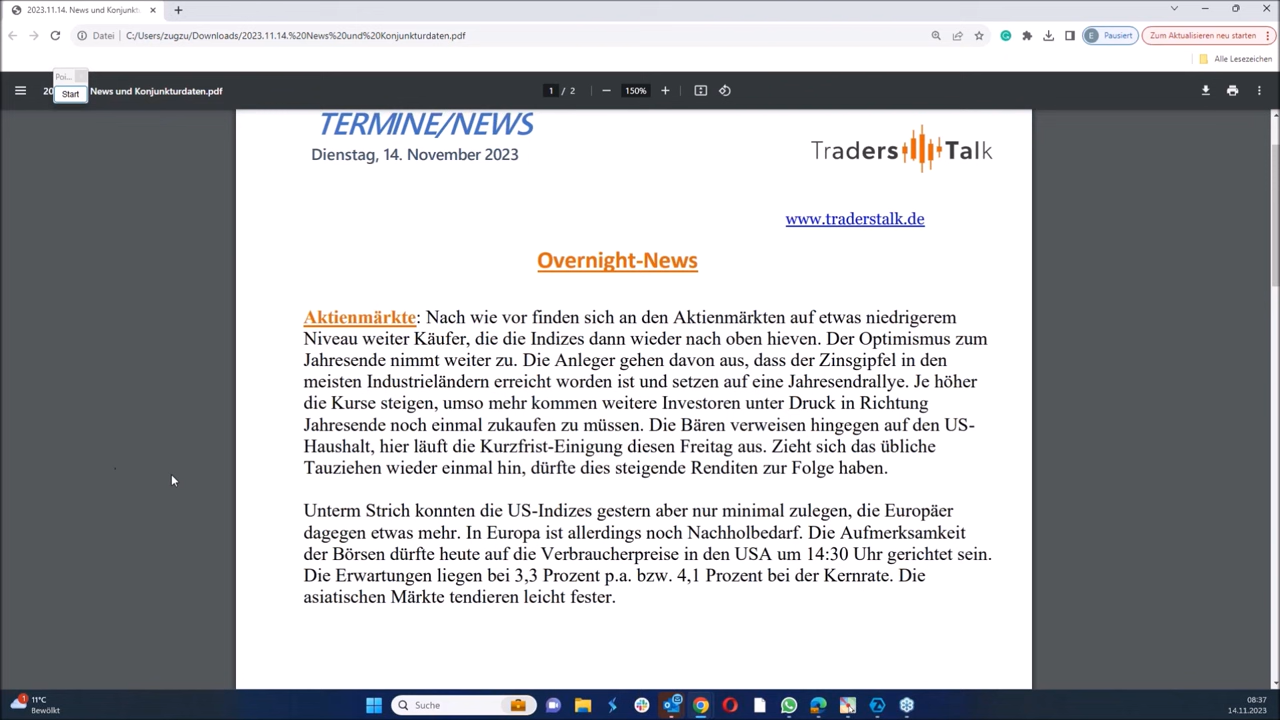 2023.11.14. News und Konjunkt
Datei
C:/Users/zugzu/Downloads/2023.11.14.%20News%20und%20Konjunkturdaten.pdf
E
Pausiert
Zum Aktualisieren neu starten
Alle Lesezeichen
Poi...
Start
20
News und Konjunkturdaten.pdf
1 / 2
150%
TERMINE/NEWS
Dienstag, 14. November 2023
Traders Talk
www.traderstalk.de
Overnight-News
Aktienmärkte: Nach wie vor finden sich an den Aktienmärkten auf etwas niedrigerem
Niveau weiter Käufer, die die Indizes dann wieder nach oben hieven. Der Optimismus zum
Jahresende nimmt weiter zu. Die Anleger gehen davon aus, dass der Zinsgipfel in den
meisten Industrieländern erreicht worden ist und setzen auf eine Jahresendrallye. Je höher
die Kurse steigen, umso mehr kommen weitere Investoren unter Druck in Richtung
Jahresende noch einmal zukaufen zu müssen. Die Bären verweisen hingegen auf den US-
Haushalt, hier läuft die Kurzfrist-Einigung diesen Freitag aus. Zieht sich das übliche
Tauziehen wieder einmal hin, dürfte dies steigende Renditen zur Folge haben.
Unterm Strich konnten die US-Indizes gestern aber nur minimal zulegen, die Europäer
dagegen etwas mehr. In Europa ist allerdings noch Nachholbedarf. Die Aufmerksamkeit
der Börsen dürfte heute auf die Verbraucherpreise in den USA um 14:30 Uhr gerichtet sein.
Die Erwartungen liegen bei 3,3 Prozent p.a. bzw. 4,1 Prozent bei der Kernrate. Die
asiatischen Märkte tendieren leicht fester.
1
11°C
Bewölkt
Suche
08:37
14.11.2023